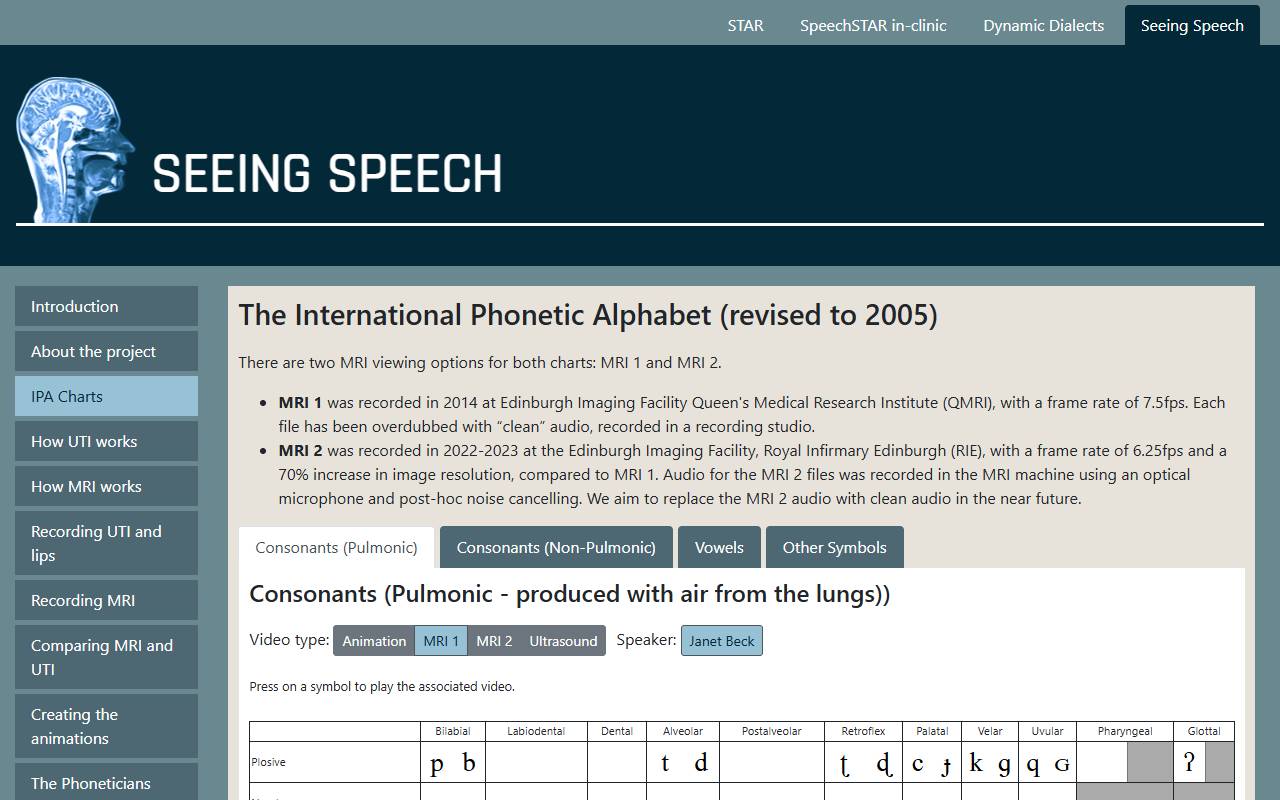 STAR SpeechSTAR in-clinic Dynamic Dialects Seeing Speech
SEEING SPEECH
Introduction
About the project
IPA Charts
How UTI works
How MRI works
Recording UTI and
lips
Recording MRI
Comparing MRI and
UTI
Creating the
animations
The Phoneticians
The International Phonetic Alphabet (revised to 2005)
There are two MRI viewing options for both charts: MRI 1 and MRI 2.
MRI 1 was recorded in 2014 at Edinburgh Imaging Facility Queen's Medical Research Institute (QMRI), with a frame rate of 7.5fps. Each
file has been overdubbed with “clean” audio, recorded in a recording studio.
MRI 2 was recorded in 2022-2023 at the Edinburgh Imaging Facility, Royal Infirmary Edinburgh (RIE), with a frame rate of 6.25fps and a
70% increase in image resolution, compared to MRI 1. Audio for the MRI 2 files was recorded in the MRI machine using an optical
microphone and post-hoc noise cancelling. We aim to replace the MRI 2 audio with clean audio in the near future.
Consonants (Pulmonic) Consonants (Non-Pulmonic) Vowels Other Symbols
Consonants (Pulmonic - produced with air from the lungs))
Video type: Animation MRI 1 MRI 2 Ultrasound Speaker: Janet Beck
Press on a symbol to play the associated video.
Bilabial Labiodental Dental Alveolar Postalveolar Retroflex Palatal Velar Uvular Pharyngeal Glottal
Plosive p b t d ʈ ɖ c ɟ k ɡ q ɢ ʔ